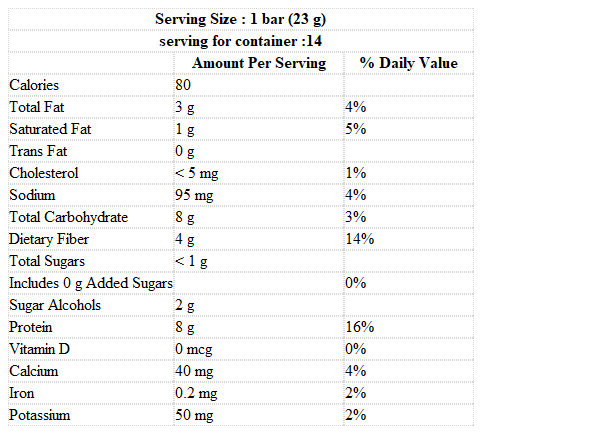 Serving Size : 1 bar (23 g)
serving for container :14
Amount Per Serving % Daily Value
Calories 80
Total Fat 3 g 4%
Saturated Fat 1 g 5%
Trans Fat 0 g
Cholesterol < 5 mg 1%
Sodium 95 mg 4%
Total Carbohydrate 8 g 3%
Dietary Fiber 4 g 14%
Total Sugars < 1 g
Includes 0 g Added Sugars 0%
Sugar Alcohols 2 g
Protein 8 g 16%
Vitamin D 0 mcg 0%
Calcium 40 mg 4%
Iron 0.2 mg 2%
Potassium 50 mg 2%